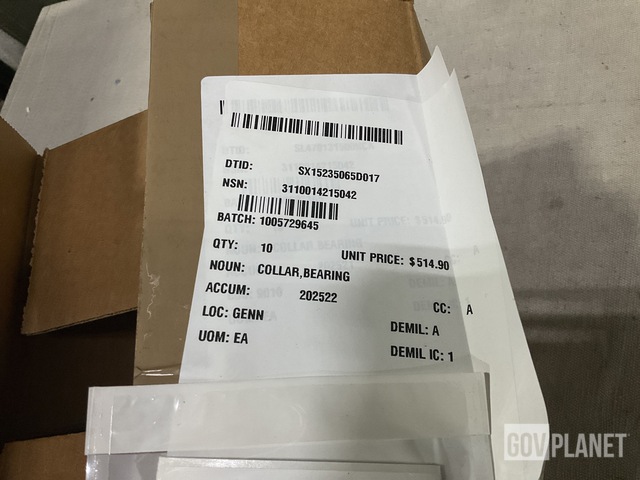 DTID: SX15235065D017
NSN: 3110014215042
BATCH: 1005729645
QTY: 10 UNIT PRICE: $514.90
NOUN: COLLAR,BEARING
ACCUM: 202522
CC: A
LOC: GENN
DEMIL: A
UOM: EA
DEMIL IC: 1
GOVPLANET